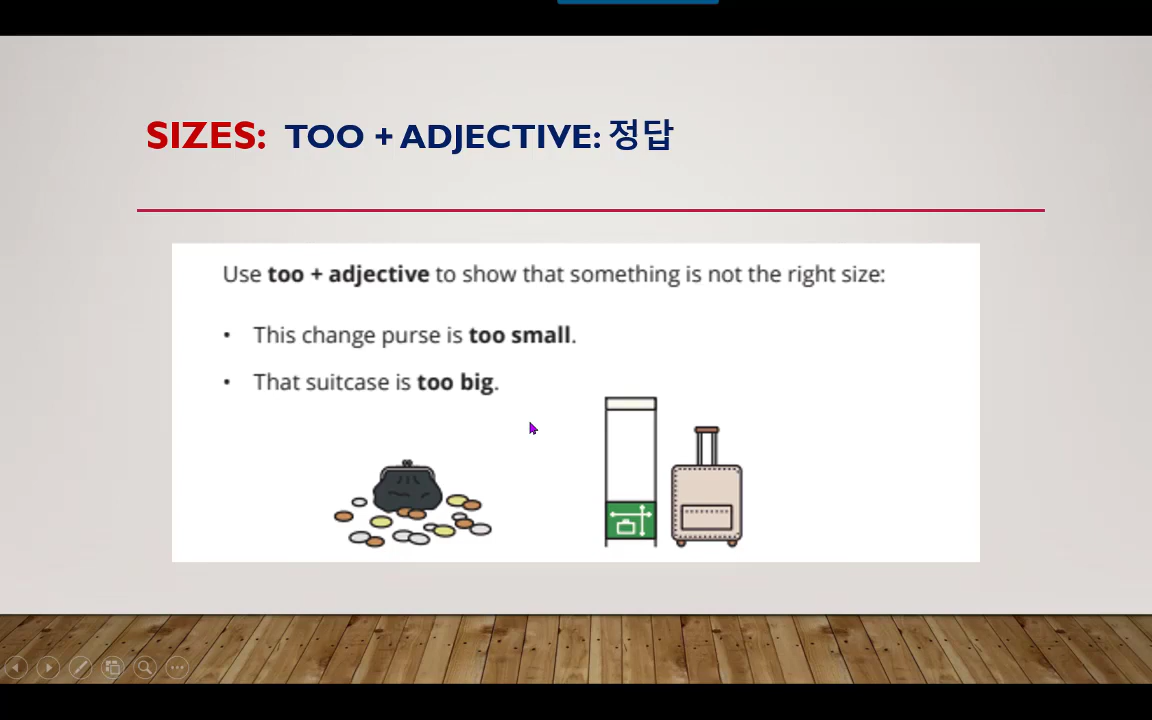 SIZES: TOO + ADJECTIVE: 정답
Use too + adjective to show that something is not the right size:
• This change purse is too small.
• That suitcase is too big.